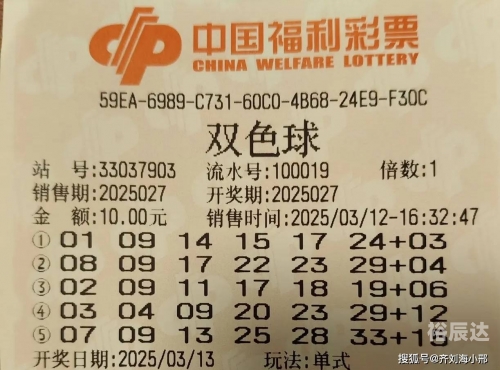 中国福利彩票
CHINA WELFARE LOTTERY
59EA-6989-C731-60C0-4B68-24E9-F30C
双色球
站 号:33037903 流水号:100019 倍数:1
销售期:2025027 开奖期:2025027
金 额:10.00元 销售时间:2025/03/12-16:32:47
① 01 09 14 15 17 24+03
② 08 09 17 22 23 29+04
③ 02 09 11 17 18 19+06
④ 03 04 09 20 23 29+12
⑤ 07 09 13 25 28 33+16
开奖日期:2025/03/13 玩法:单式
裕辰达
搜狐号@齐刘海小邢